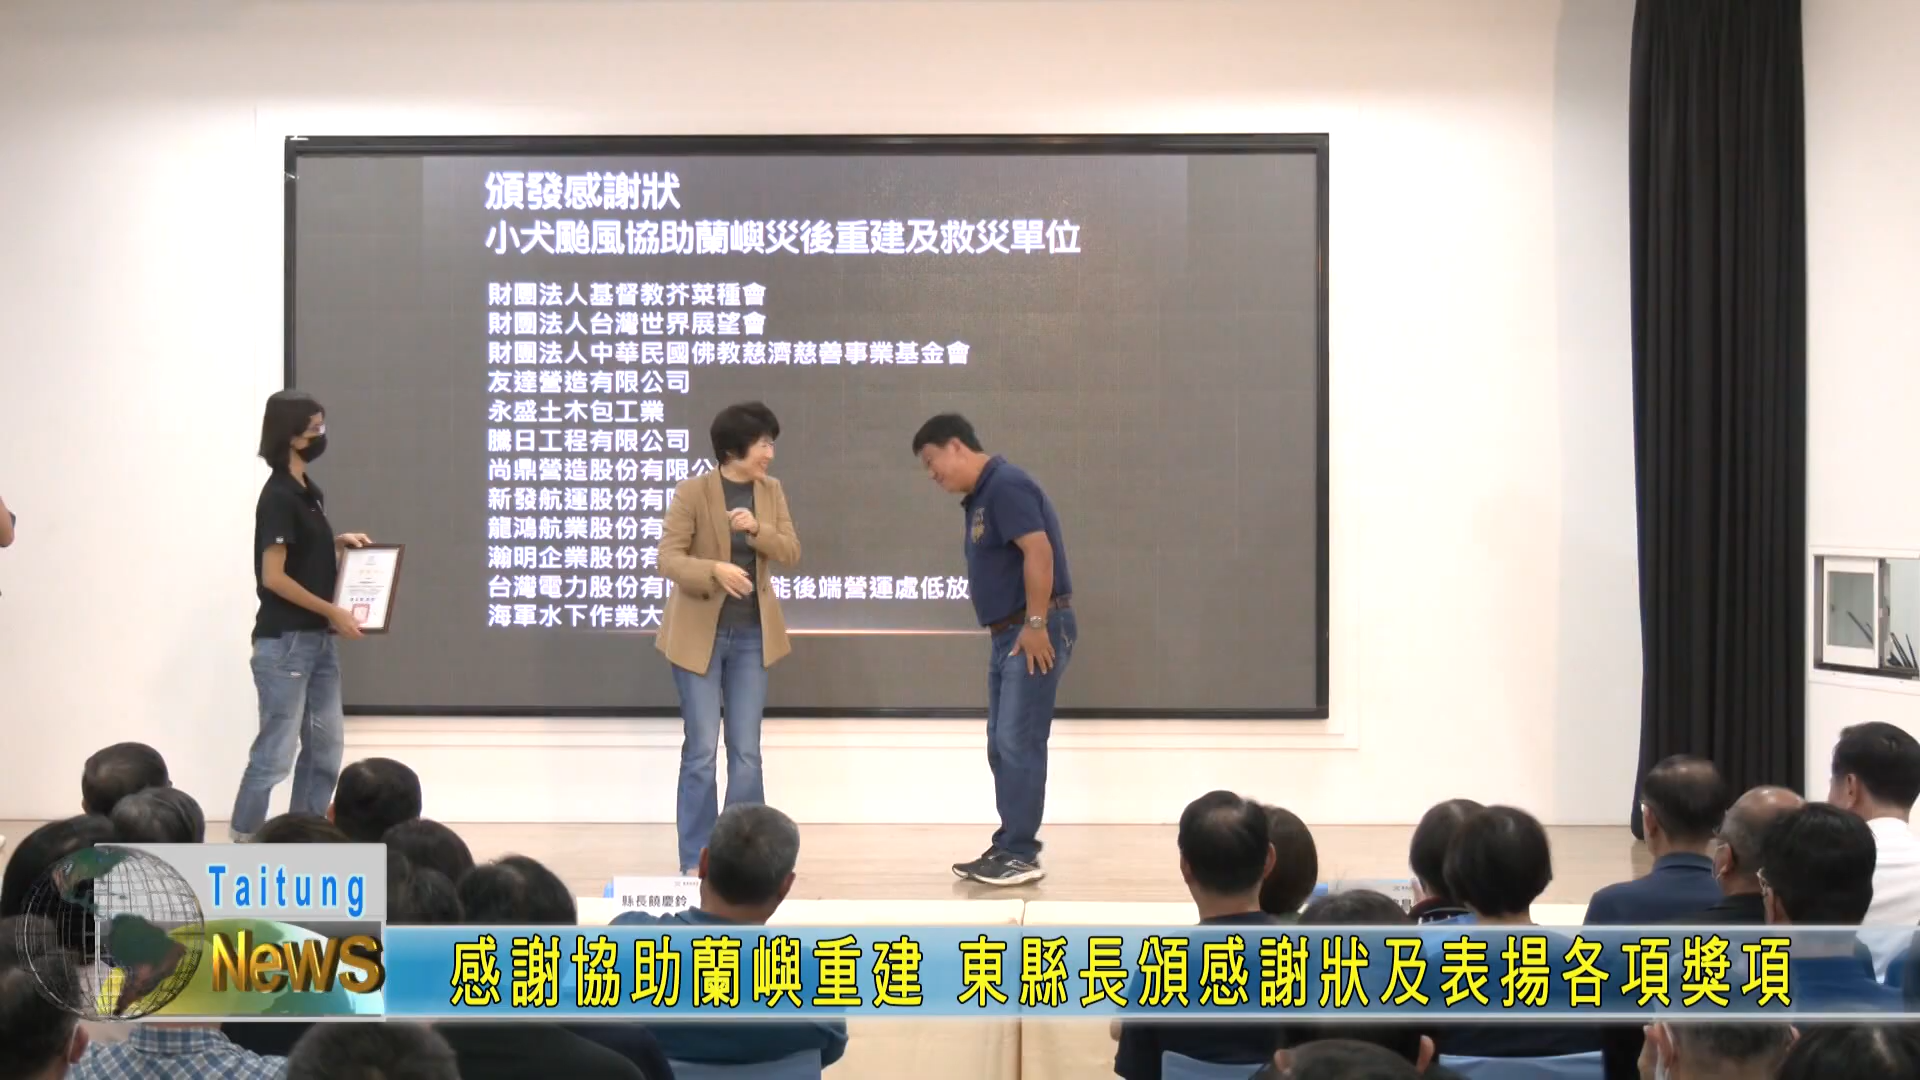 頒發感謝狀
小犬颱風協助蘭嶼災後重建及救災單位
財團法人基督教芥菜種會
財團法人台灣世界展望會
財團法人中華民國佛教慈濟慈善事業基金會
友達營造有限公司
永盛土木包工業
騰日工程有限公司
尚鼎營造股份有限公
新發航運股份有
龍鴻航業股份有
瀚明企業股份有
台灣電力股份有 能後端營運處低放
海軍水下作業大
縣長饒慶鈴
Taitung
News
感謝協助蘭嶼重建 東縣長頒感謝狀及表揚各項獎項